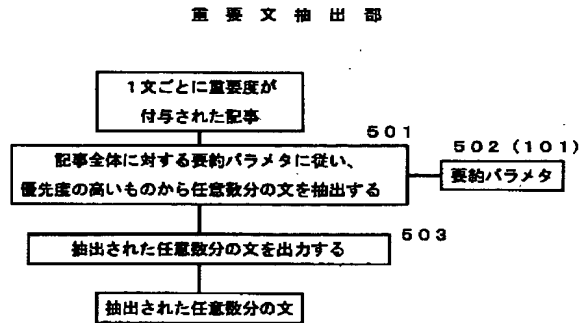 重要文抽出部
1文ごとに重要度が
付与された記事
501
502（101）
記事全体に対する要約パラメタに従い、
優先度の高いものから任意数分の文を抽出する
要約パラメタ
503
抽出された任意数分の文を出力する
抽出された任意数分の文